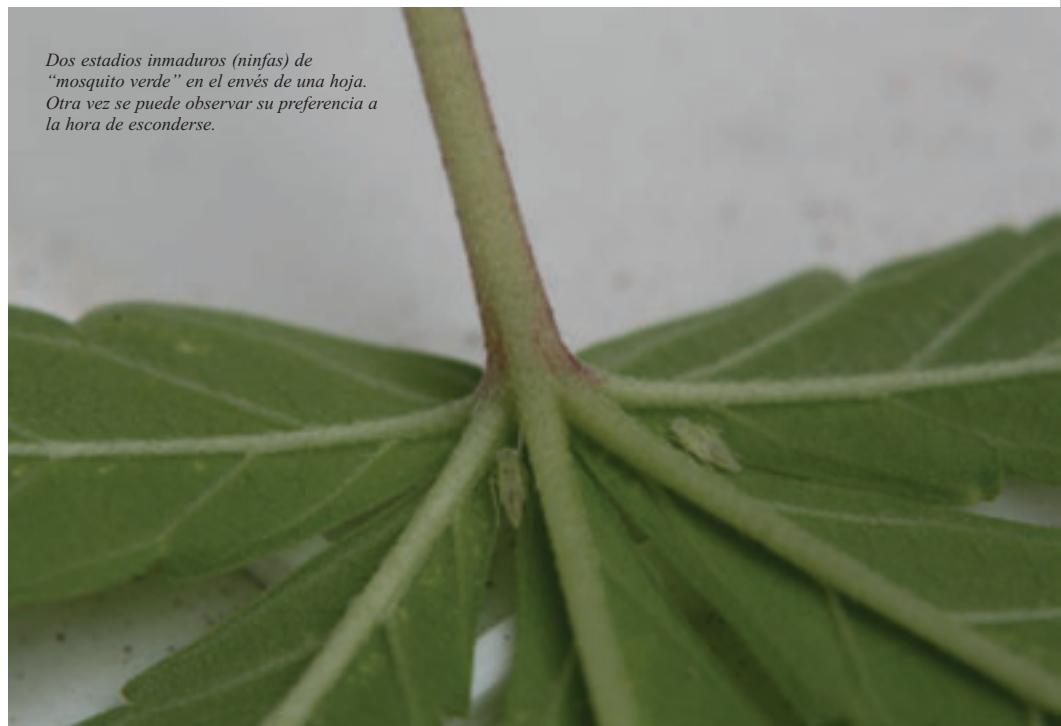 Dos estadios inmaduros (ninfas) de
“mosquito verde” en el envés de una hoja.
Otra vez se puede observar su preferencia a
la hora de esconderse.